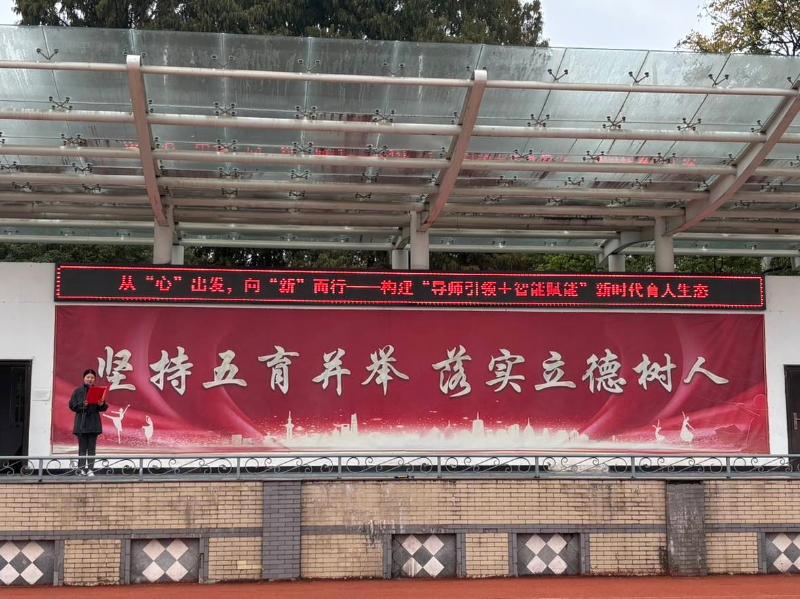 从“心”出发，向“新”而行——构建“导师引领＋智能赋能”新时代育人生态
坚持五育并举 落实立德树人